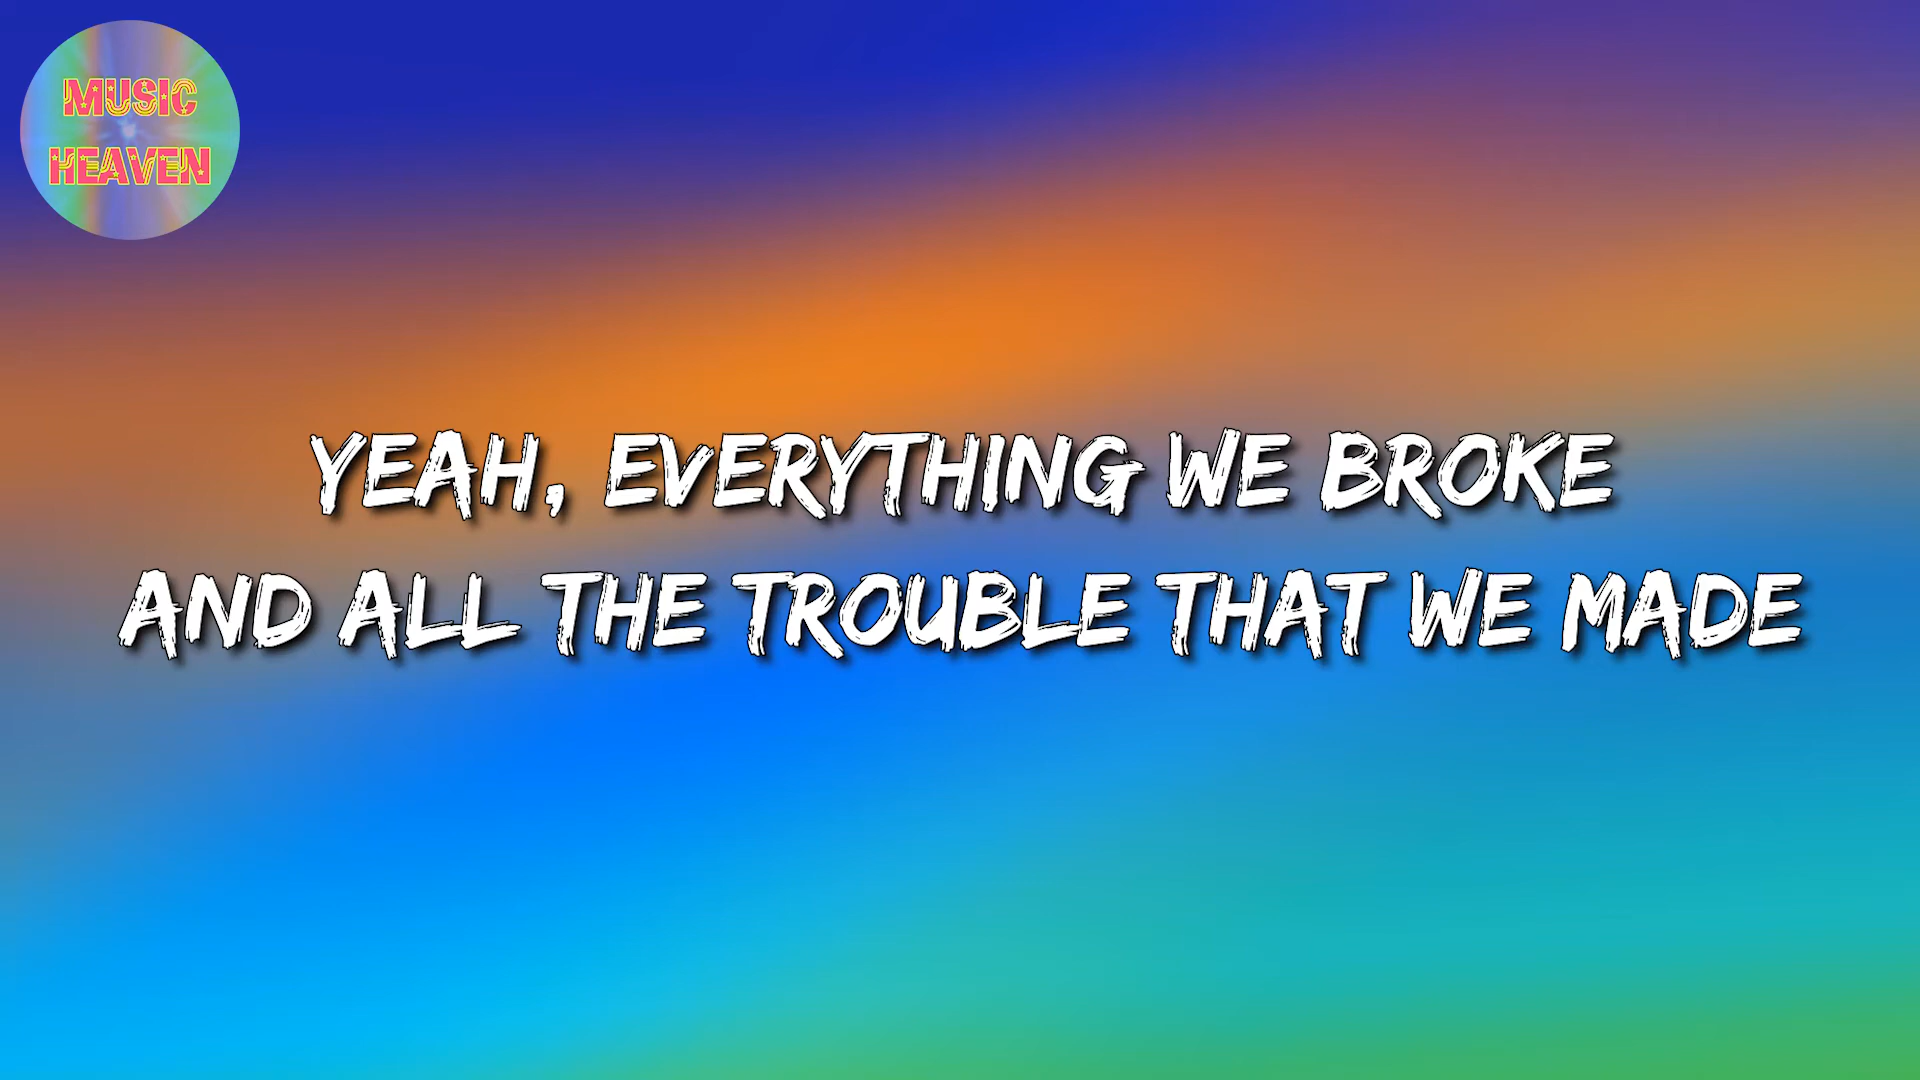 MUSIC
HEAVEN
YEAH, EVERYTHING WE BROKE
AND ALL THE TROUBLE THAT WE MADE